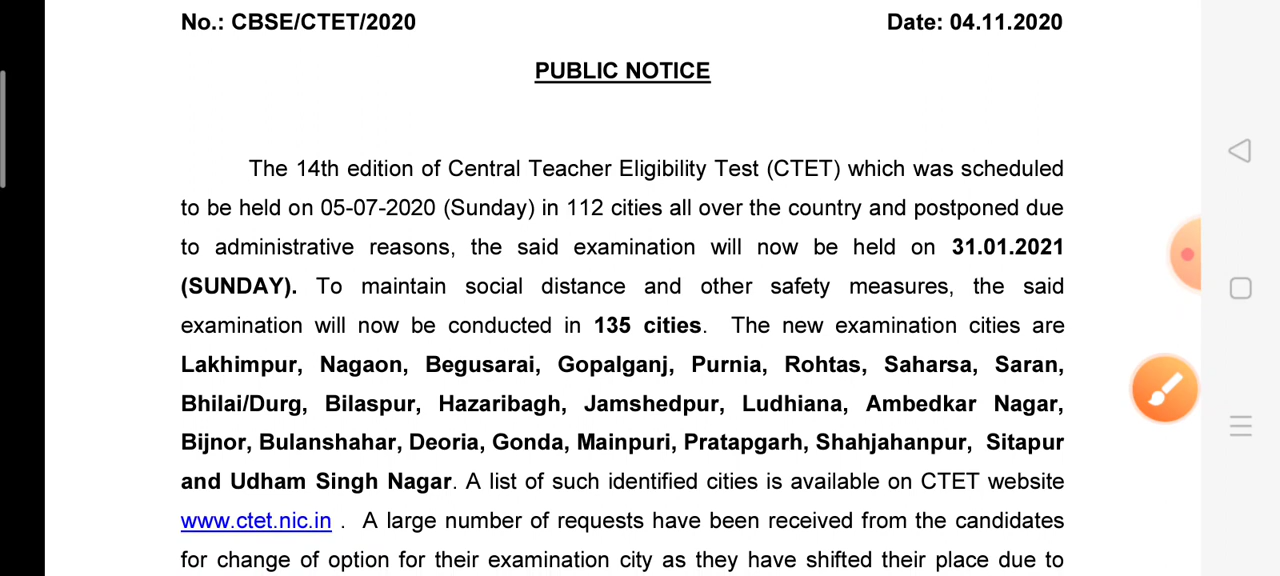 No.: CBSE/CTET/2020 Date: 04.11.2020
PUBLIC NOTICE
The 14th edition of Central Teacher Eligibility Test (CTET) which was scheduled
to be held on 05-07-2020 (Sunday) in 112 cities all over the country and postponed due
to administrative reasons, the said examination will now be held on 31.01.2021
(SUNDAY). To maintain social distance and other safety measures, the said
examination will now be conducted in 135 cities. The new examination cities are
Lakhimpur, Nagaon, Begusarai, Gopalganj, Purnia, Rohtas, Saharsa, Saran,
Bhilai/Durg, Bilaspur, Hazaribagh, Jamshedpur, Ludhiana, Ambedkar Nagar,
Bijnor, Bulanshahar, Deoria, Gonda, Mainpuri, Pratapgarh, Shahjahanpur, Sitapur
and Udham Singh Nagar. A list of such identified cities is available on CTET website
www.ctet.nic.in . A large number of requests have been received from the candidates
for change of option for their examination city as they have shifted their place due to